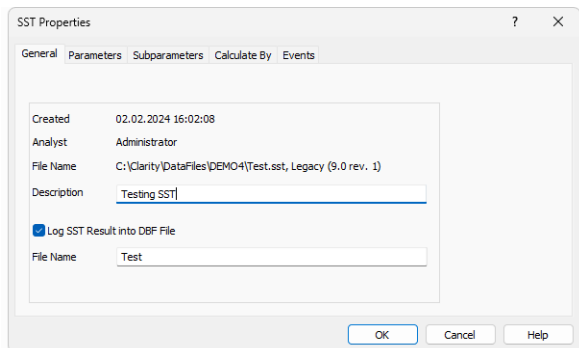 SST Properties ?
General Parameters Subparameters Calculate By Events
Created 02.02.2024 16:02:08
Analyst Administrator
File Name C:\Clarity\DataFiles\DEMO4\Test.sst, Legacy (9.0 rev. 1)
Description Testing SST
Log SST Result into DBF File
File Name Test
OK Cancel Help